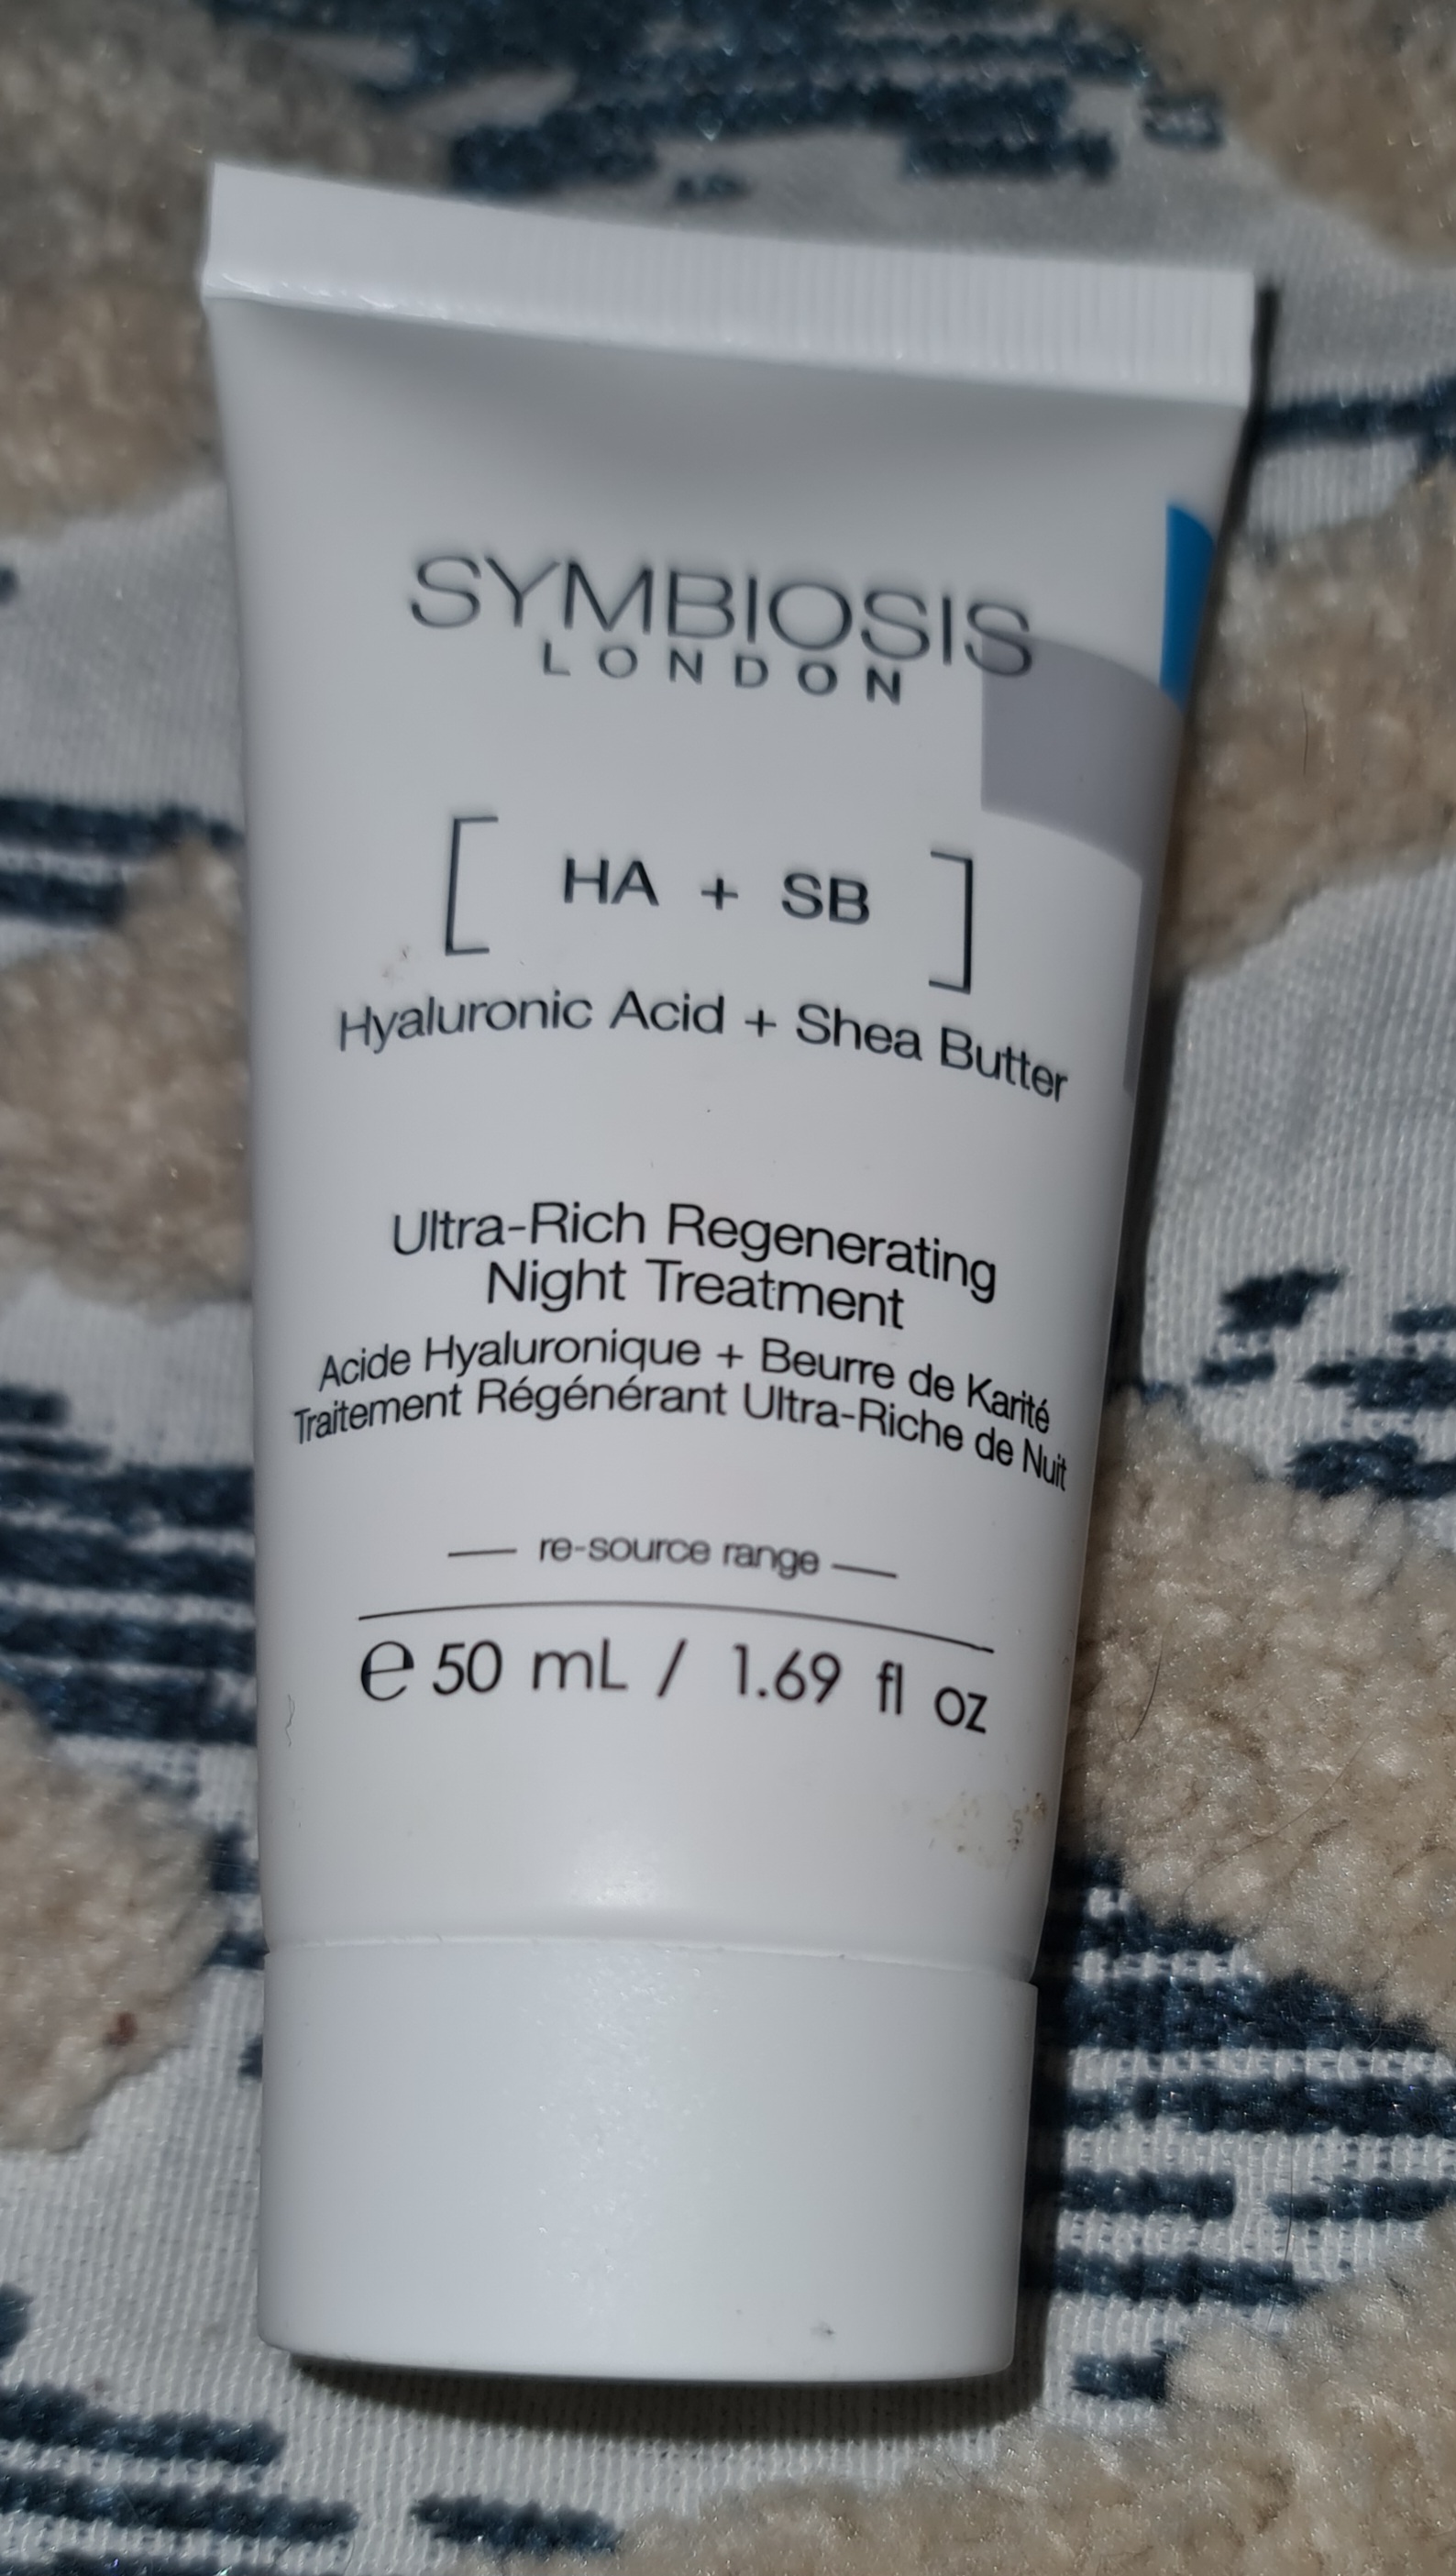 SYMBIOSIS
LONDON
[ HA + SB ]
Hyaluronic Acid + Shea Butter
Ultra-Rich Regenerating
Night Treatment
Acide Hyaluronique + Beurre de Karité
Traitement Régénérant Ultra-Riche de Nuit
re-source range
℮ 50 mL / 1.69 fl oz